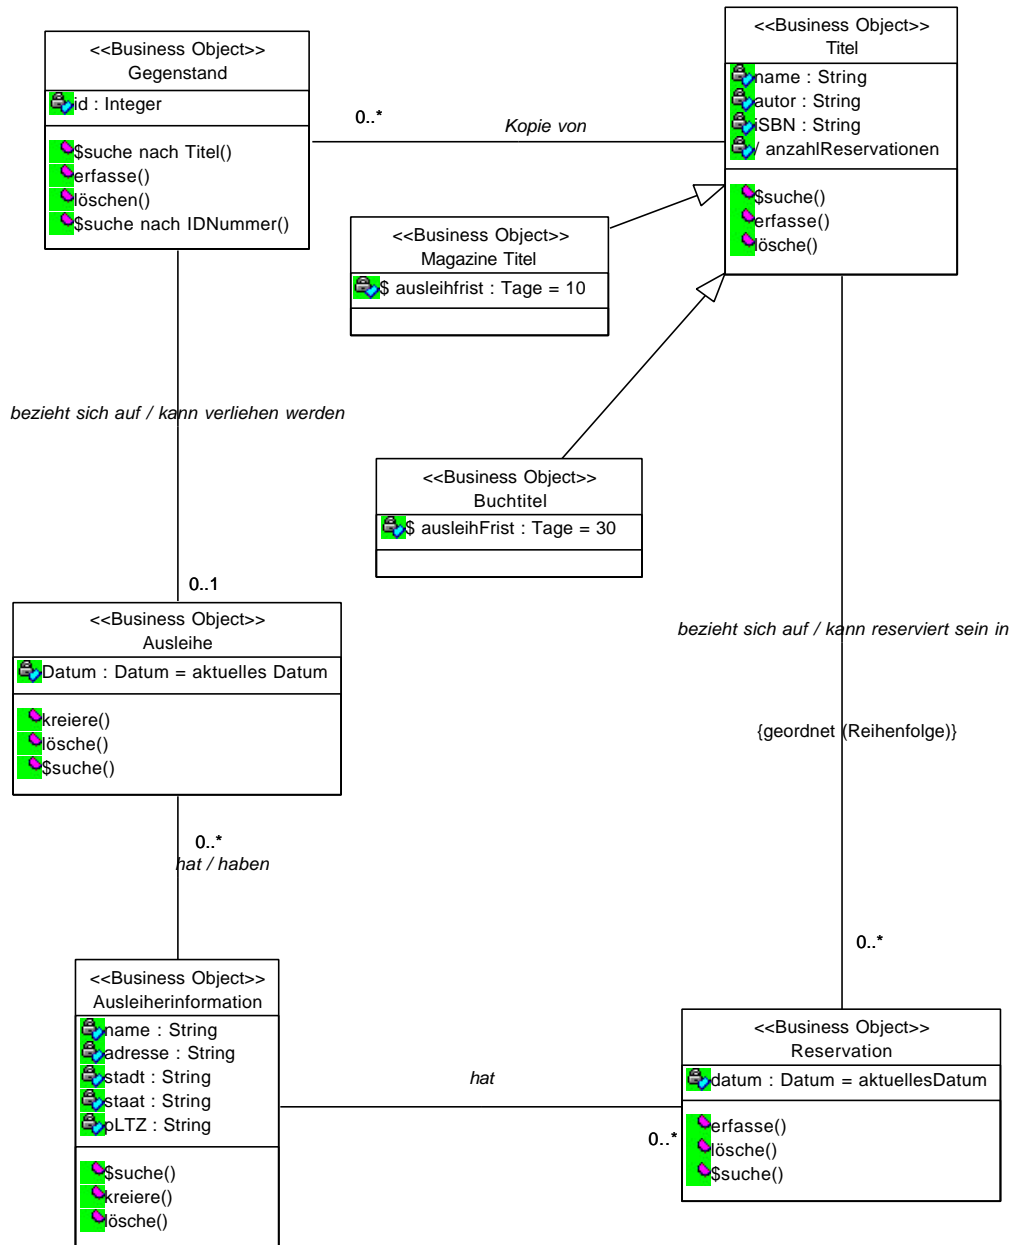 <<Business Object>>
Gegenstand
id : Integer
$suche nach Titel()
erfasse()
löschen()
$suche nach IDNummer()
0..*
Kopie von
<<Business Object>>
Titel
name : String
autor : String
iSBN : String
/ anzahlReservationen
$suche()
erfasse()
lösche()
<<Business Object>>
Magazine Titel
$ ausleihfrist : Tage = 10
bezieht sich auf / kann verliehen werden
<<Business Object>>
Buchtitel
$ ausleihFrist : Tage = 30
0..1
<<Business Object>>
Ausleihe
Datum : Datum = aktuelles Datum
kreiere()
lösche()
$suche()
bezieht sich auf / kann reserviert sein in
{geordnet (Reihenfolge)}
0..*
hat / haben
0..*
<<Business Object>>
Ausleiherinformation
name : String
adresse : String
stadt : String
staat : String
pLTZ : String
$suche()
kreiere()
lösche()
hat
0..*
<<Business Object>>
Reservation
datum : Datum = aktuellesDatum
erfasse()
lösche()
$suche()